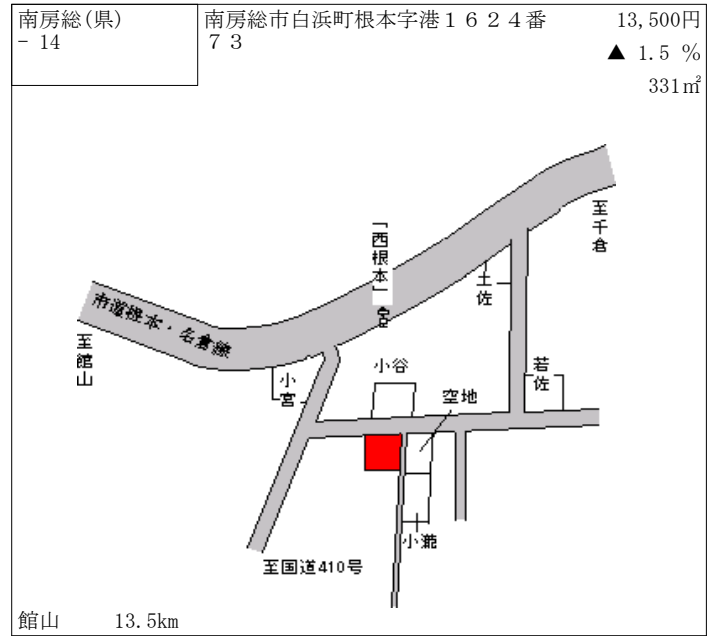 南房総(県)
- 14
南房総市白浜町根本字港１６２４番
７３
13,500円
▲ 1.5 %
331㎡
至千倉
「西根本」
土佐
市道根本・名倉線
至館山
小宮
小谷
空地
若佐
小瀧
至国道410号
館山 13.5km